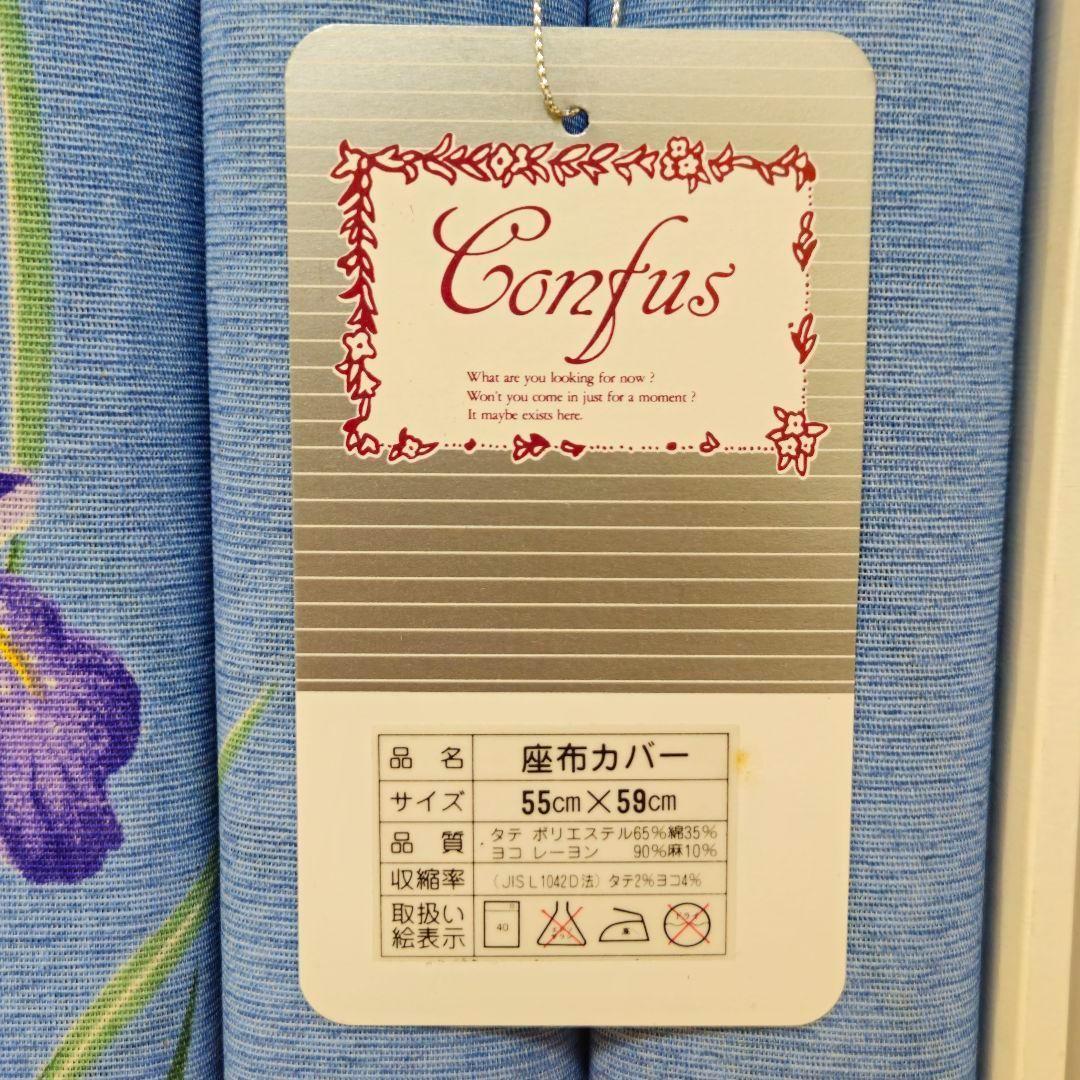 Confus
What are you looking for now ?
Won't you come in just for a moment ?
It maybe exists here.
品 名 座布カバー
サイズ 55cm×59cm
品 質 タテ ポリエステル65%綿35%
ヨコ レーヨン 90%麻10%
収縮率 (JIS L 1042D法) タテ2%ヨコ4%
取扱い
絵表示
40
ドライ